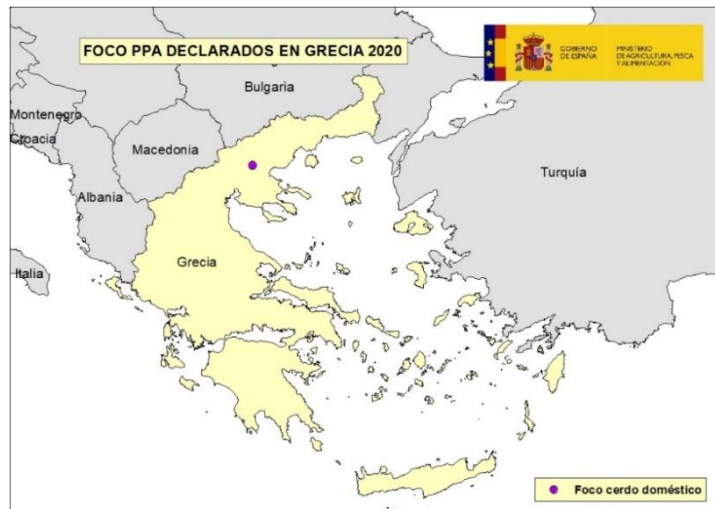 FOCO PPA DECLARADOS EN GRECIA 2020
GOBIERNO
DE ESPAÑA
MINISTERIO
DE AGRICULTURA, PESCA
Y ALIMENTACIÓN
Bulgaria
Montenegro
Croacia
Macedonia
Albania
Turquía
Italia
Grecia
Foco cerdo doméstico